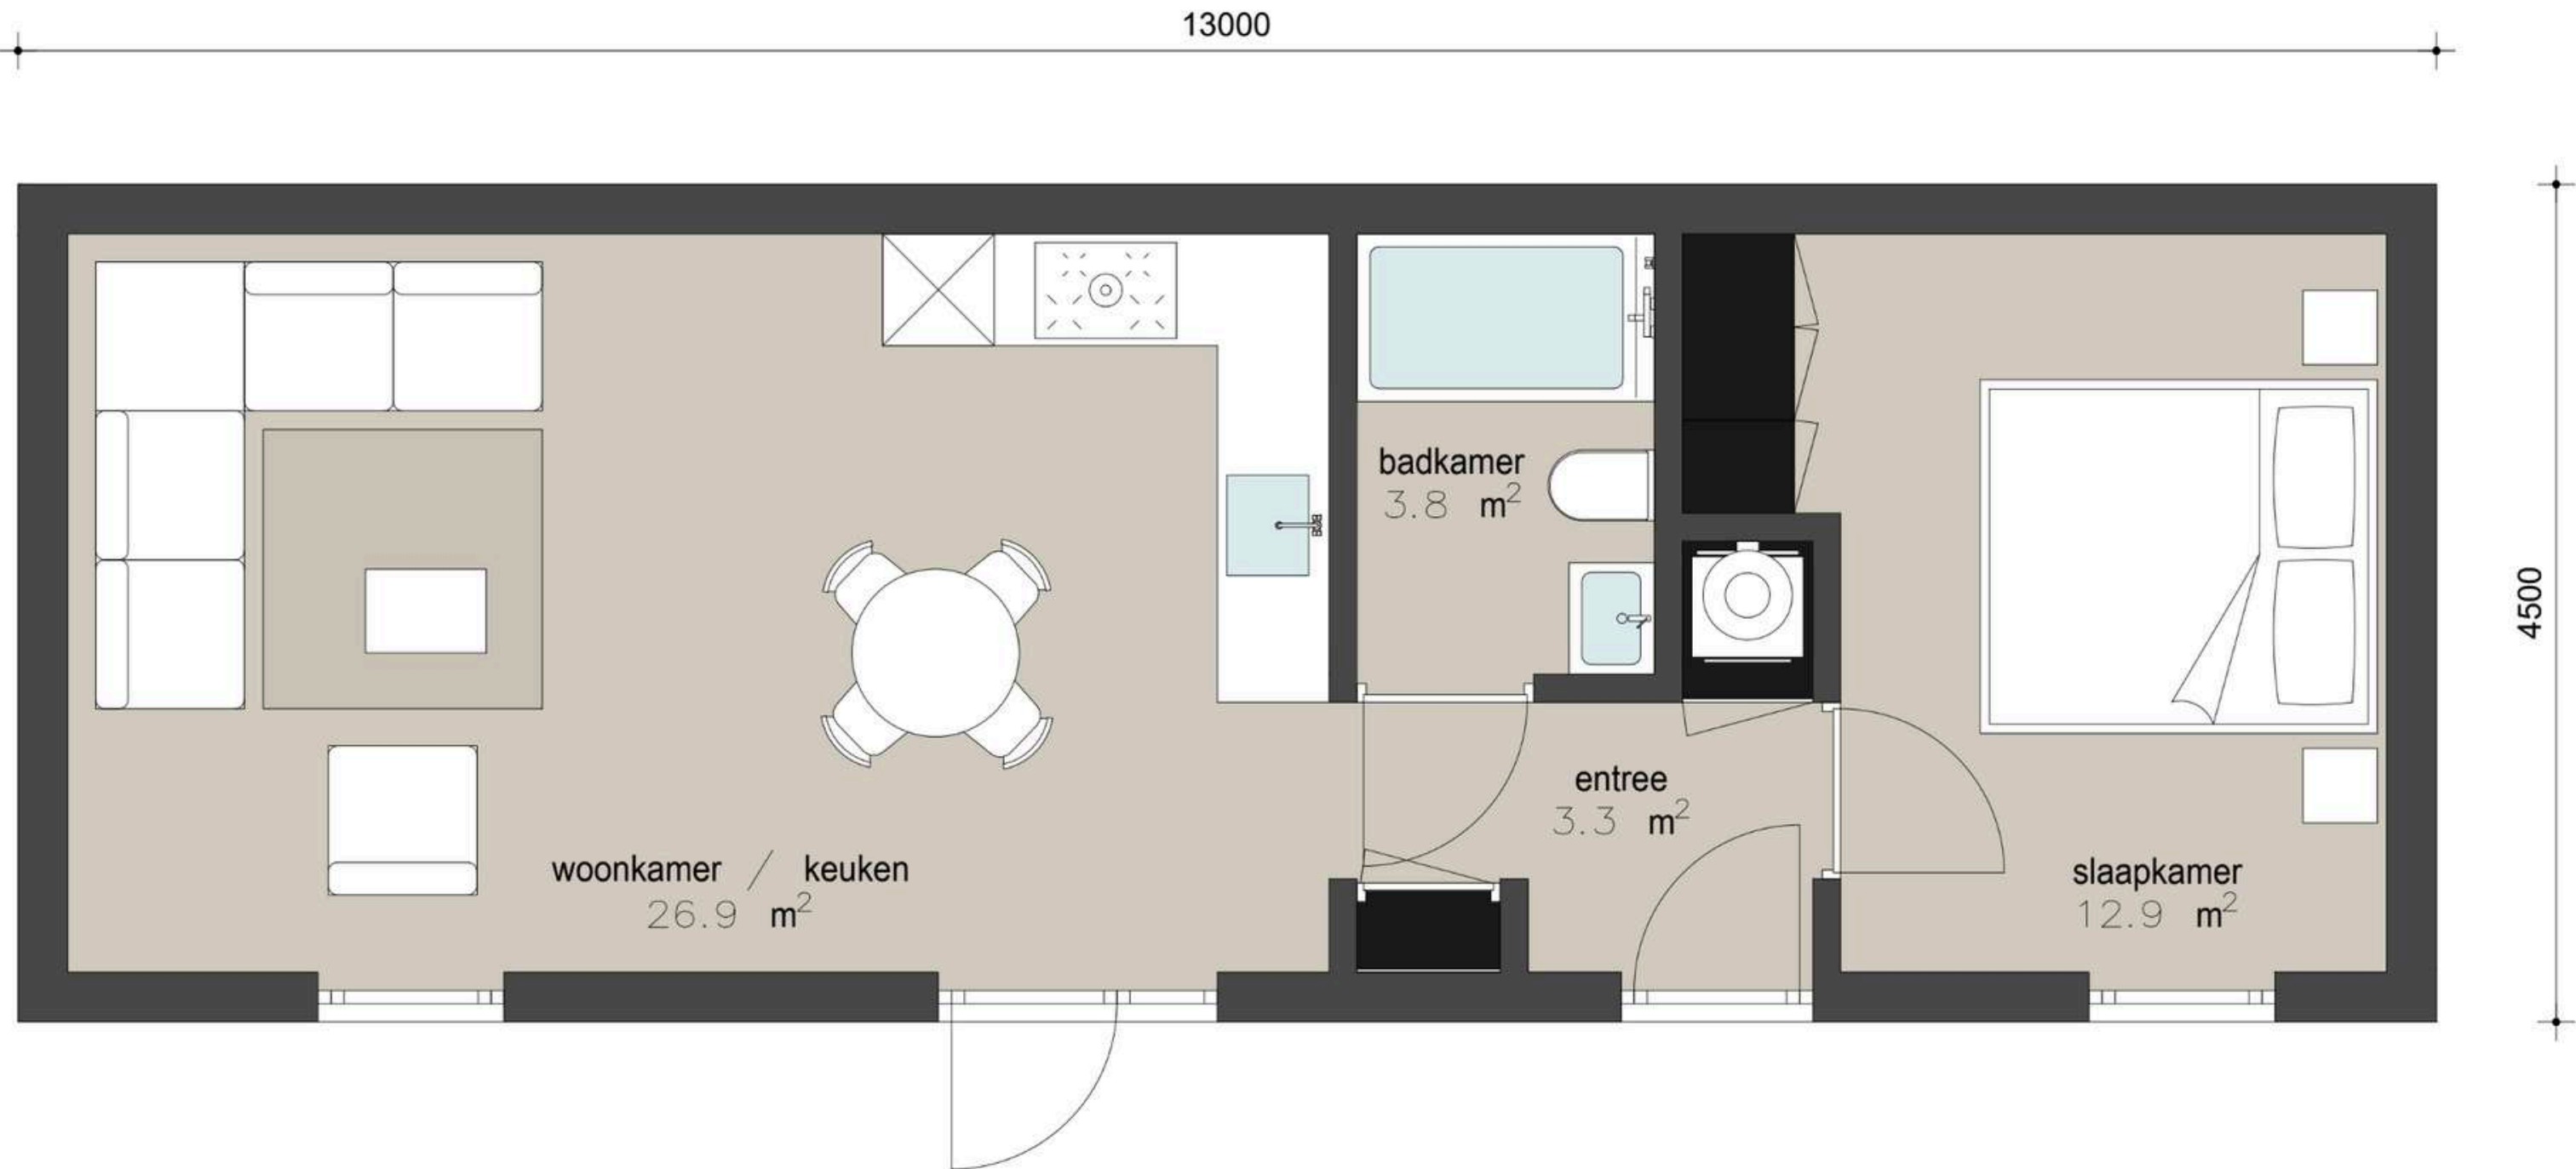 13000
badkamer
3.8 m²
4500
entree
3.3 m²
woonkamer / keuken
26.9 m²
slaapkamer
12.9 m²